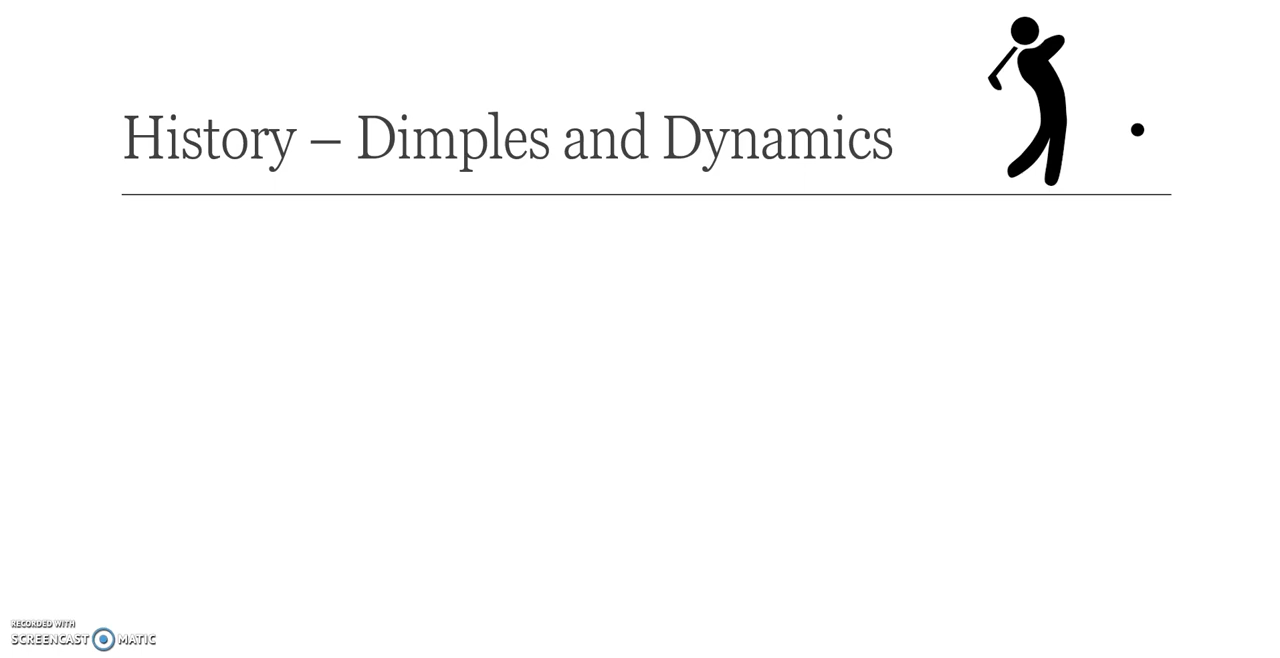 History – Dimples and Dynamics
RECORDED WITH
SCREENCAST MATIC